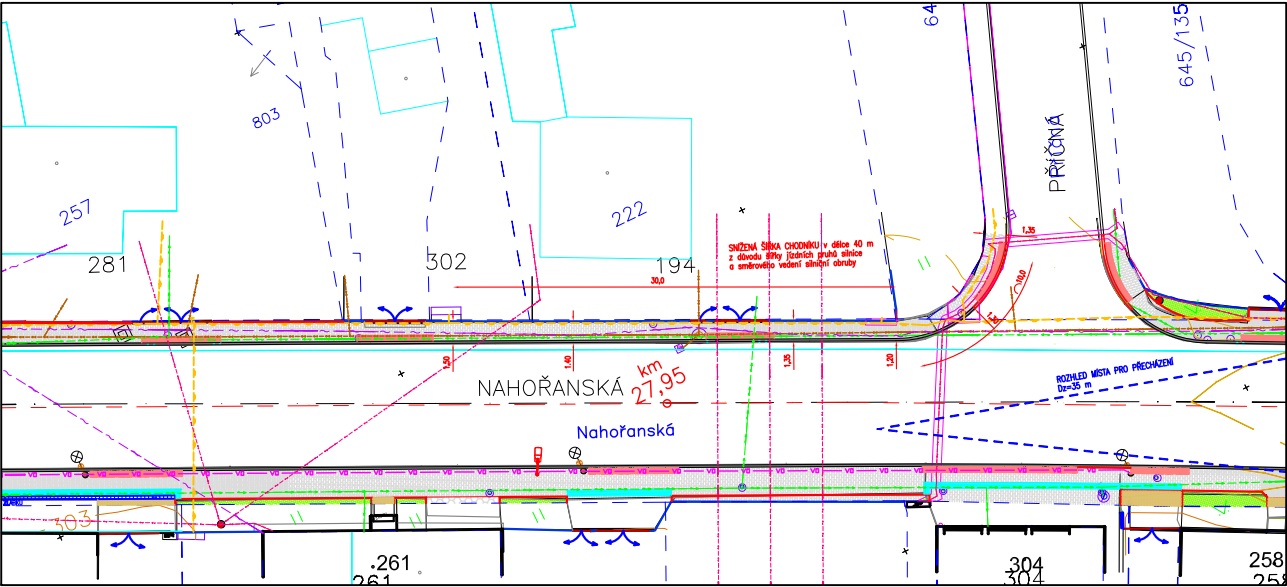 64
645/135
803
PŘÍČNÁ
257
222
281
302
194
SNÍŽENÁ ŠÍŘKA CHODNÍKU v délce 40 m
z důvodu šířky jízdních pruhů silnice
a směrového vedení silniční obruby
30,0
1,35
10,0
1,50
1,40
1,35
1,20
km
27,95
NAHOŘANSKÁ
Nahořanská
ROZHLED MÍSTA PRO PŘECHÁZENÍ
Dz=35 m
303
.261
261
304
304
258